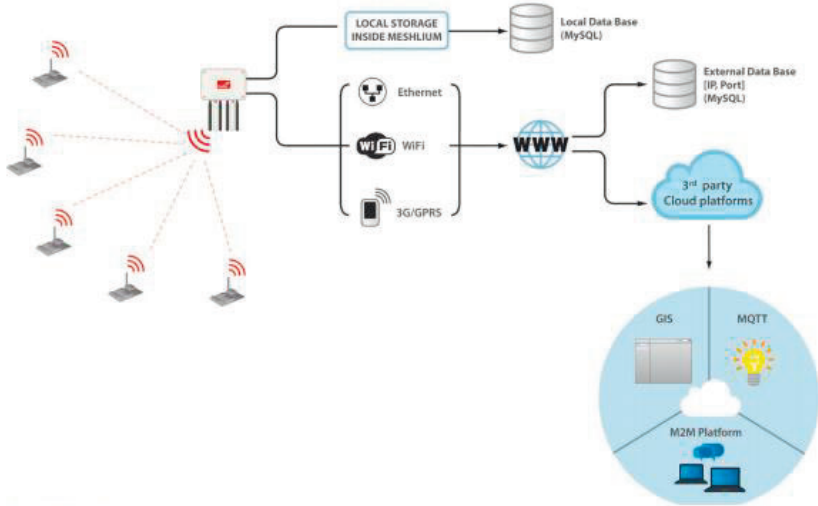 LOCAL STORAGE
INSIDE MESHLIUM
Local Data Base
(MySQL)
External Data Base
[IP, Port]
(MySQL)
Ethernet
WiFi
WiFi
3G/GPRS
WWW
3rd party
Cloud platforms
GIS
MQTT
M2M Platform